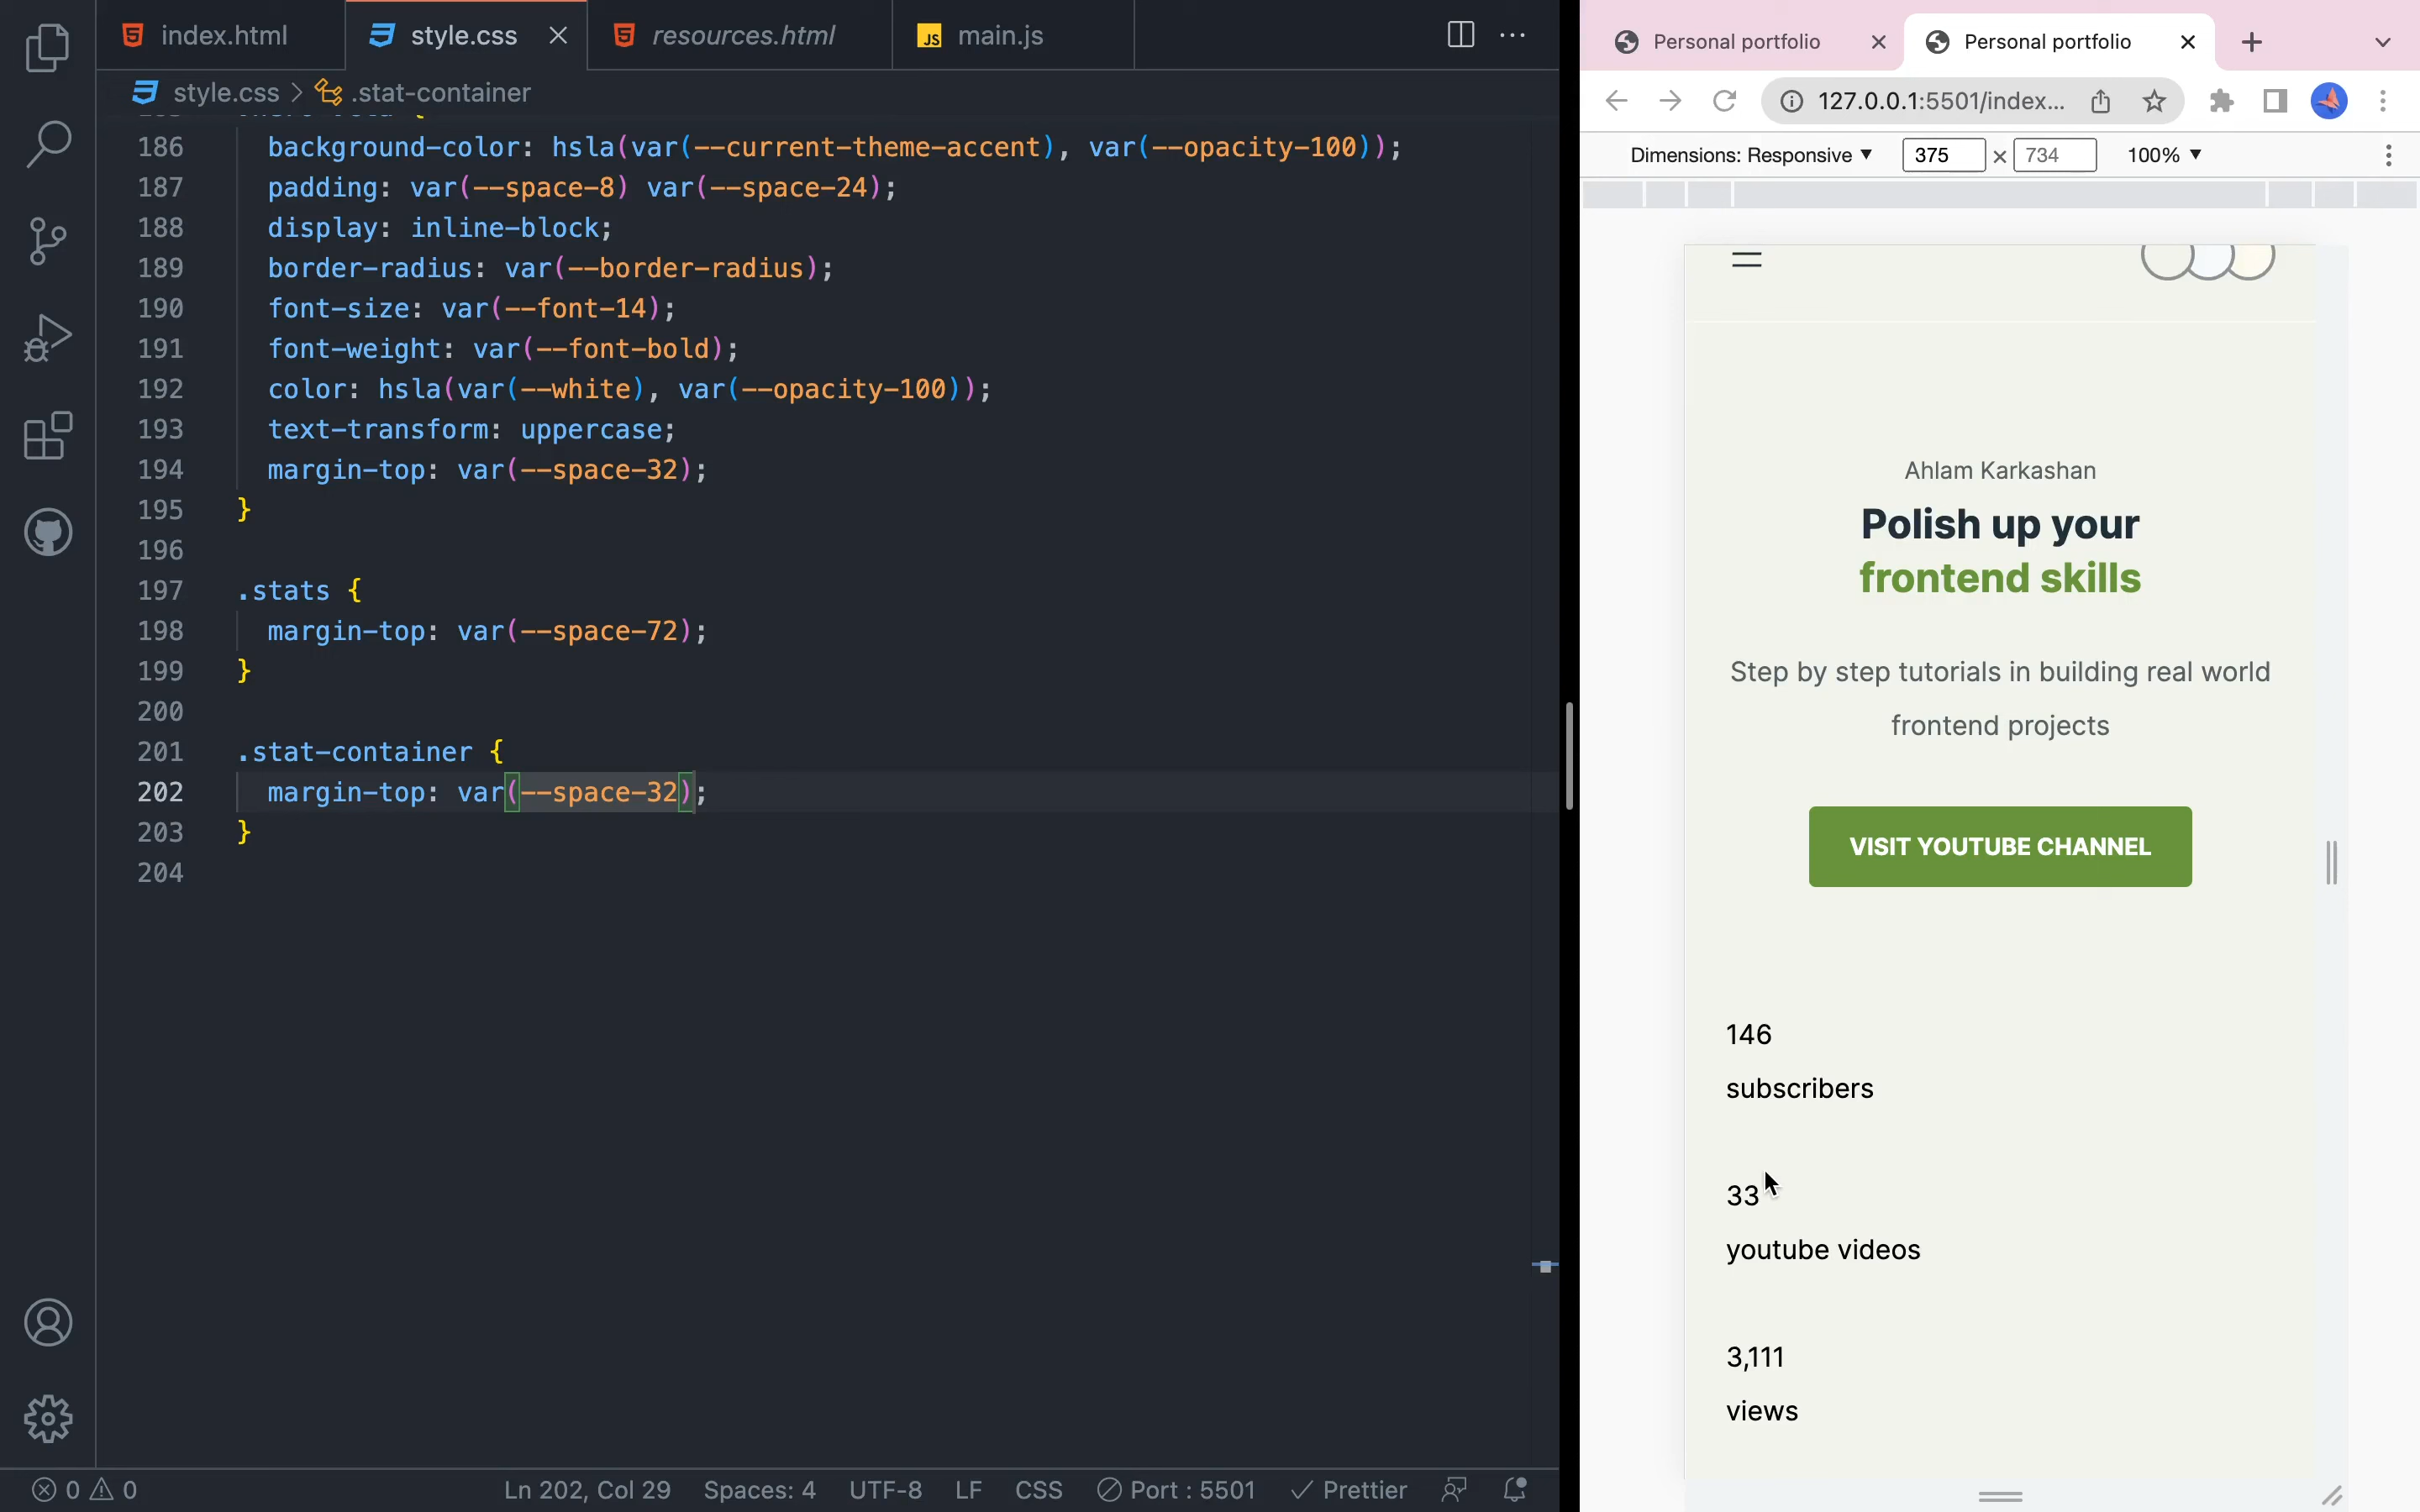 index.html
style.css
resources.html
JS main.js
style.css > .stat-container
186 background-color: hsla(var(--current-theme-accent), var(--opacity-100));
187 padding: var(--space-8) var(--space-24);
188 display: inline-block;
189 border-radius: var(--border-radius);
190 font-size: var(--font-14);
191 font-weight: var(--font-bold);
192 color: hsla(var(--white), var(--opacity-100));
193 text-transform: uppercase;
194 margin-top: var(--space-32);
195 }
196
197 .stats {
198 margin-top: var(--space-72);
199 }
200
201 .stat-container {
202 margin-top: var(--space-32);
203 }
204
0 0
Ln 202, Col 29
Spaces: 4
UTF-8
LF
CSS
Port : 5501
Prettier
Personal portfolio
Personal portfolio
127.0.0.1:5501/index...
Dimensions: Responsive
375 × 734
100%
Ahlam Karkashan
Polish up your
frontend skills
Step by step tutorials in building real world
frontend projects
VISIT YOUTUBE CHANNEL
146
subscribers
33
youtube videos
3,111
views